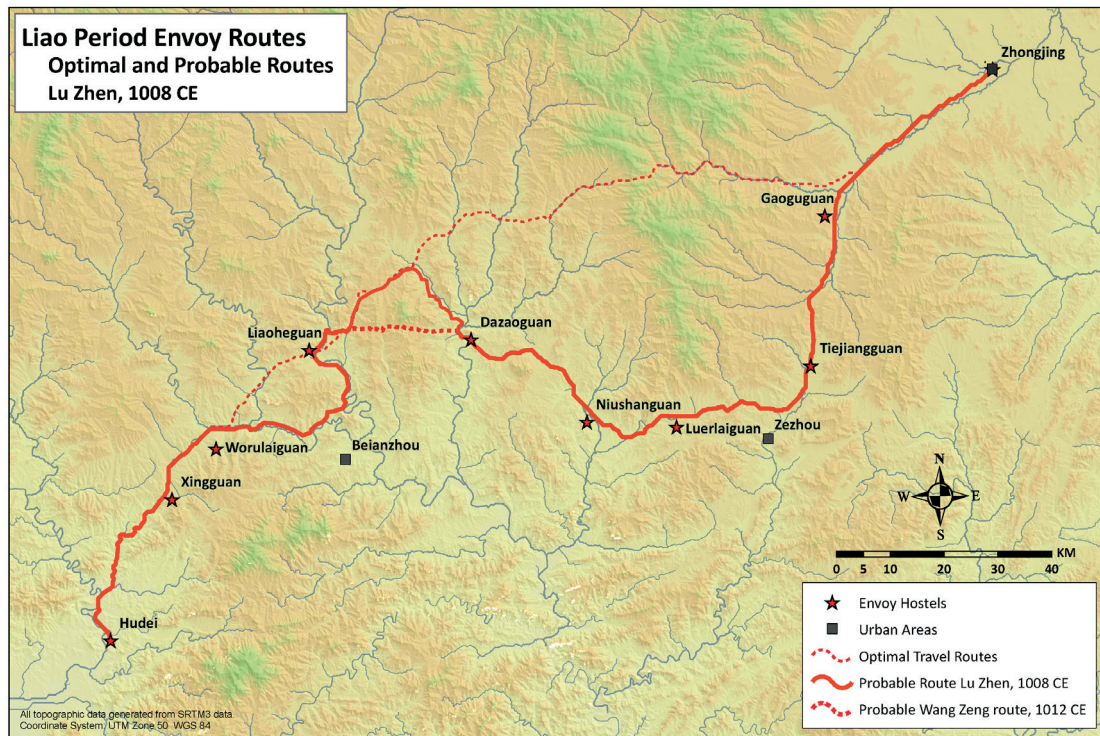 Liao Period Envoy Routes
Optimal and Probable Routes
Lu Zhen, 1008 CE
Zhongjing
Gaoguguan
Liaoheguan
Dazaoguan
Tiejiangguan
Niushanguan
Luerlaiguan
Zezhou
Worulaiguan
Beianzhou
Xingguan
Hudei
N
W
E
S
KM
0 5 10 20 30 40
Envoy Hostels
Urban Areas
Optimal Travel Routes
Probable Route Lu Zhen, 1008 CE
Probable Wang Zeng route, 1012 CE
All topographic data generated from SRTM3 data
Coordinate System: UTM Zone 50 WGS 84